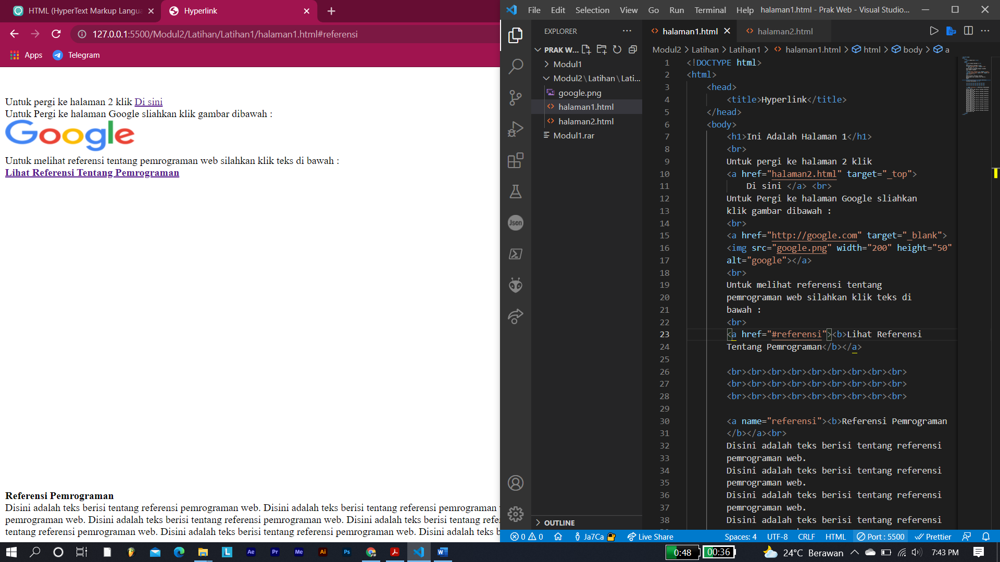 HTML (HyperText Markup Langua
Hyperlink
127.0.0.1:5500/Modul2/Latihan/Latihan1/halaman1.html#referensi
Apps
Telegram
Untuk pergi ke halaman 2 klik Di sini
Untuk Pergi ke halaman Google sliahkan klik gambar dibawah :
Google
Untuk melihat referensi tentang pemrograman web silahkan klik teks di bawah :
Lihat Referensi Tentang Pemrograman
Referensi Pemrograman
Disini adalah teks berisi tentang referensi pemrograman web. Disini adalah teks berisi tentang referensi pemrograman
pemrograman web. Disini adalah teks berisi tentang referensi pemrograman web. Disini adalah teks berisi tentang refe
tentang referensi pemrograman web. Disini adalah teks berisi tentang referensi pemrograman web. Disini adalah teks b
File Edit Selection View Go Run Terminal Help halaman1.html - Prak Web - Visual Studio...
EXPLORER
PRAK W...
Modul1
Modul2\Latihan\Lati...
google.png
halaman1.html
halaman2.html
Modul1.rar
OUTLINE
Json
halaman1.html
halaman2.html
Modul2 > Latihan > Latihan1 > halaman1.html > html > body > a
1 <!DOCTYPE html>
2 <html>
3 <head>
4 <title>Hyperlink</title>
5 </head>
6 <body>
7 <h1>Ini Adalah Halaman 1</h1>
8 <br>
9 Untuk pergi ke halaman 2 klik
10 <a href="halaman2.html" target="_top">
11 Di sini </a> <br>
12 Untuk Pergi ke halaman Google sliahkan
13 klik gambar dibawah :
14 <br>
15 <a href="http://google.com" target="_blank">
16 <img src="google.png" width="200" height="50"
17 alt="google"></a>
18 <br>
19 Untuk melihat referensi tentang
20 pemrograman web silahkan klik teks di
21 bawah :
22 <br>
23 <a href="#referensi"><b>Lihat Referensi
24 Tentang Pemrograman</b></a>
25
26 <br><br><br><br><br><br><br><br><br>
27 <br><br><br><br><br><br><br><br><br>
28 <br><br><br><br><br><br><br><br><br>
29
30 <a name="referensi"><b>Referensi Pemrograman
31 </b></a><br>
32 Disini adalah teks berisi tentang referensi
33 pemrograman web.
34 Disini adalah teks berisi tentang referensi
35 pemrograman web.
36 Disini adalah teks berisi tentang referensi
37 pemrograman web.
38 Disini adalah teks berisi tentang referensi
0 0 Ja7Ca Live Share Spaces: 4 UTF-8 CRLF HTML Port : 5500 Prettier
L Ae Pr Me Ai Ps W 0:48 00:36 24°C Berawan 7:43 PM